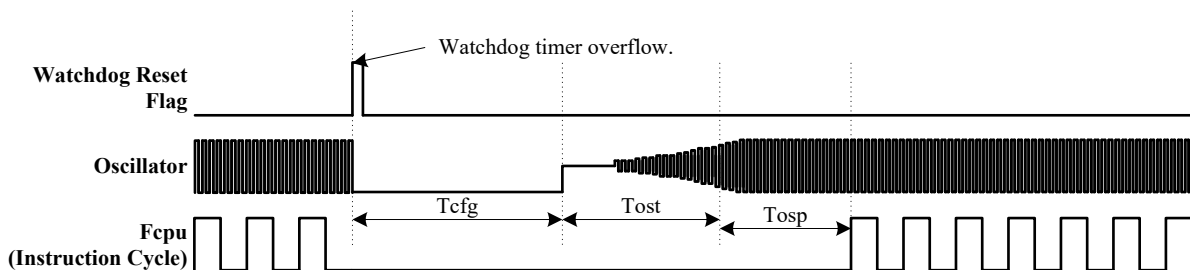 Watchdog timer overflow.
Watchdog Reset
Flag
Oscillator
Tcfg
Tost
Tosp
Fcpu
(Instruction Cycle)